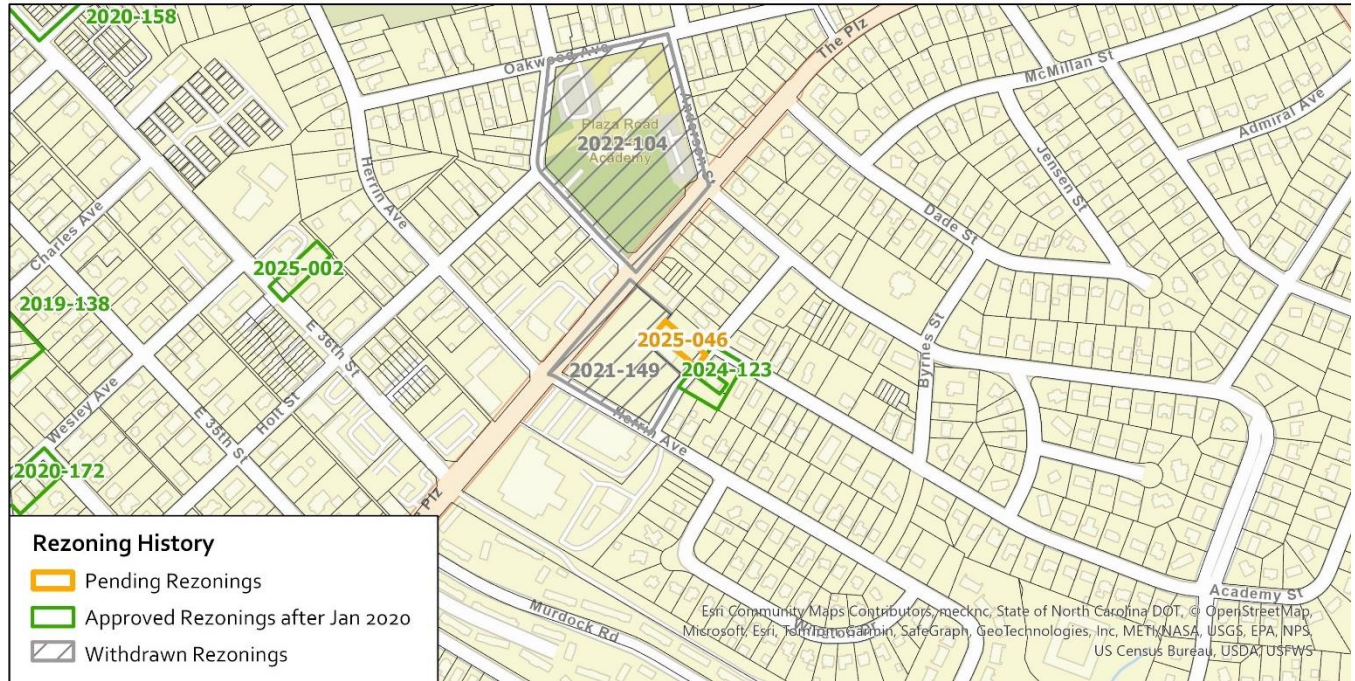 2020-158
Oakwood Ave
The Plz
McMillan St
Admiral Ave
Jensen St
Anderson St
Plaza Road
2022-104
Academy
Herrin Ave
Charles Ave
Dade St
2025-002
2019-138
E 36th St
2025-046
2021-149
2024-123
Byrnes St
Herrin Ave
Wesley Ave
Holt St
E 35th St
2020-172
Plz
Rezoning History
Pending Rezonings
Approved Rezonings after Jan 2020
Withdrawn Rezonings
Murdock Rd
Academy St
Esri Community Maps Contributors, mecknc, State of North Carolina DOT, © OpenStreetMap,
Microsoft, Esri, TomTom, Garmin, SafeGraph, GeoTechnologies, Inc, METI/NASA, USGS, EPA, NPS,
US Census Bureau, USDA, USFWS